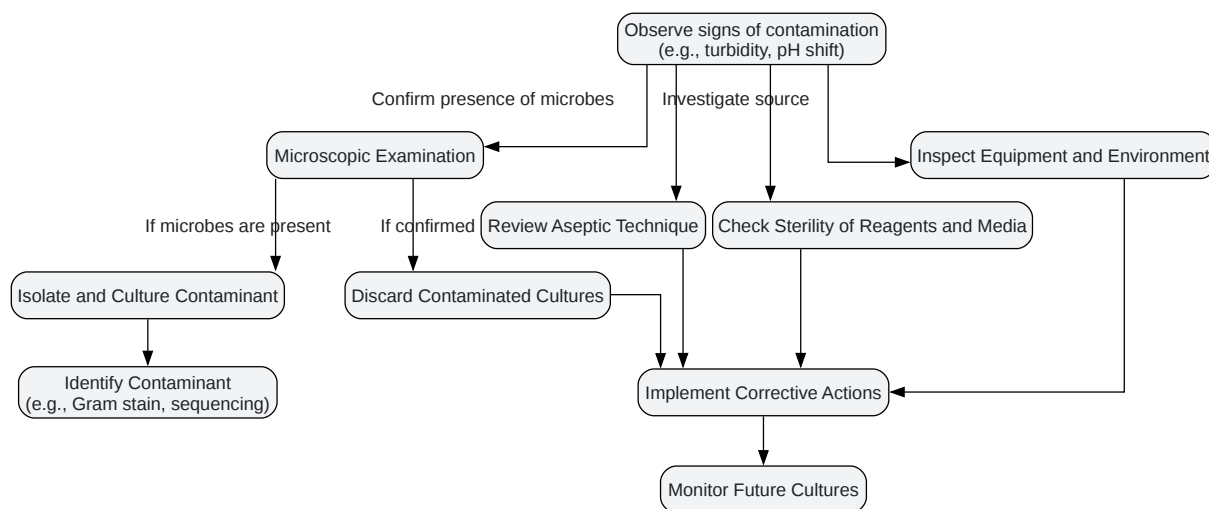 Observe signs of contamination
(e.g., turbidity, pH shift)
Confirm presence of microbes
Investigate source
Microscopic Examination
Inspect Equipment and Environment
If microbes are present
If confirmed
Review Aseptic Technique
Check Sterility of Reagents and Media
Isolate and Culture Contaminant
Discard Contaminated Cultures
Identify Contaminant
(e.g., Gram stain, sequencing)
Implement Corrective Actions
Monitor Future Cultures